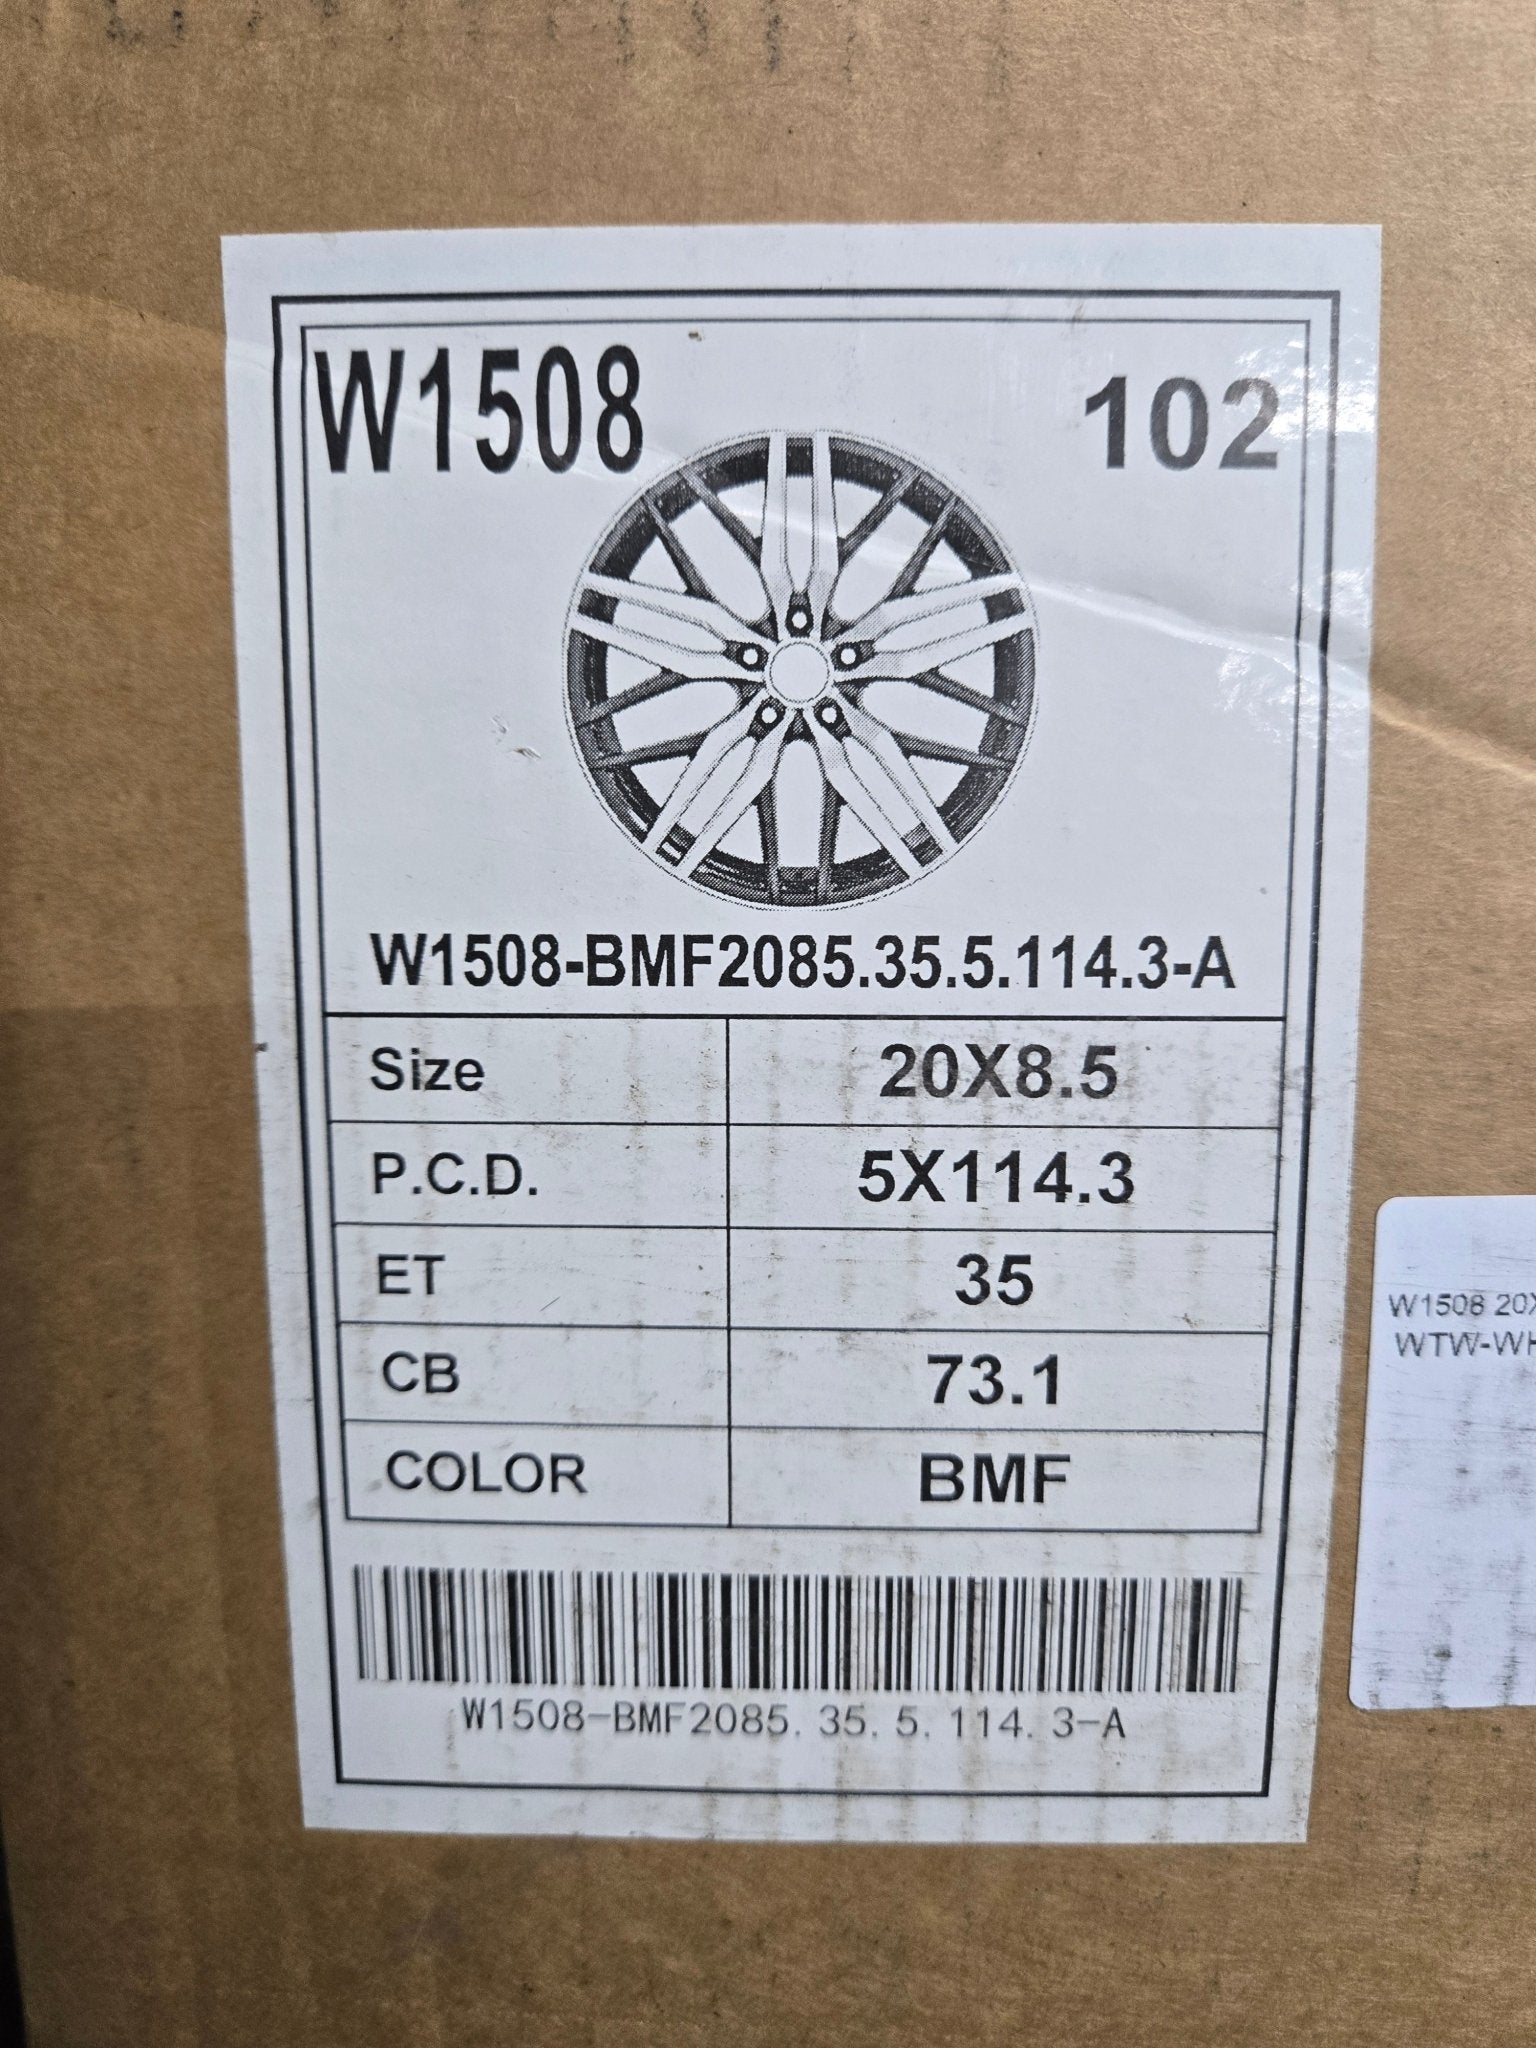 W1508
102
W1508-BMF2085.35.5.114.3-A
Size 20X8.5
P.C.D. 5X114.3
ET 35
CB 73.1
COLOR BMF
W1508-BMF2085.35.5.114.3-A
W1508 20X
WTW-WH